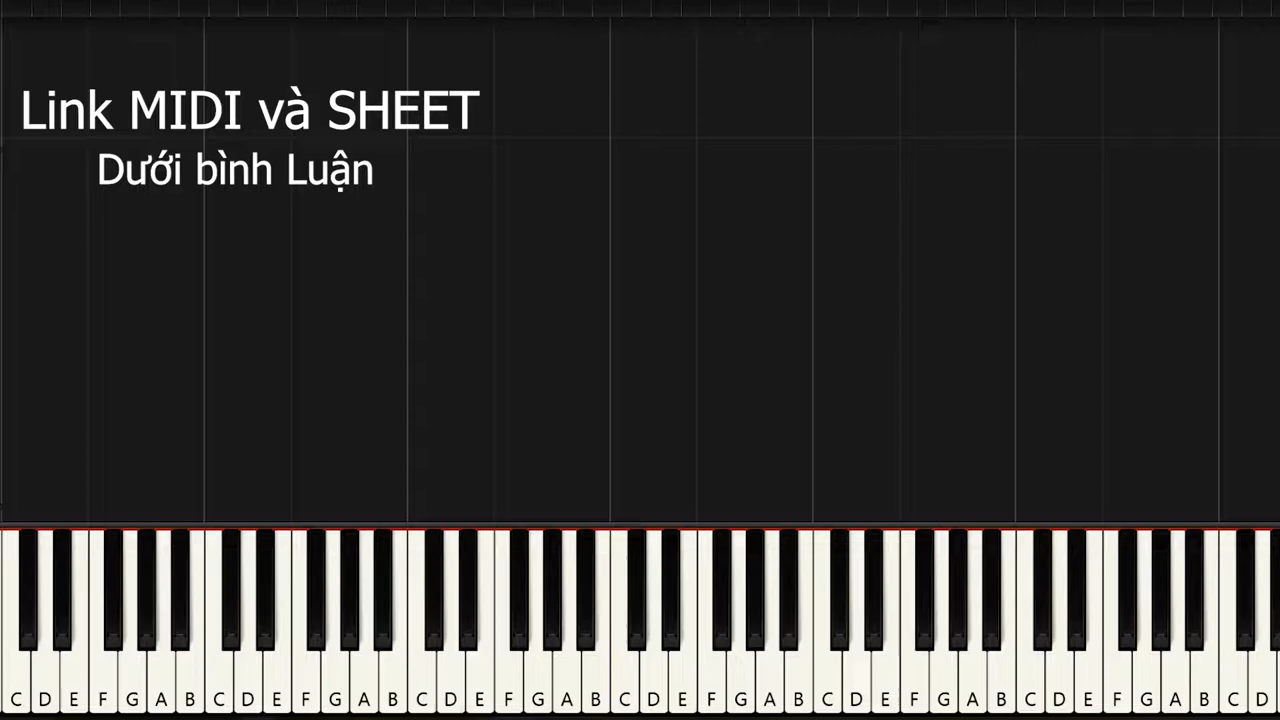 Link MIDI và SHEET
Dưới bình Luận
C D E F G A B C D E F G A B C D E F G A B C D E F G A B C D E F G A B C D E F G A B C D